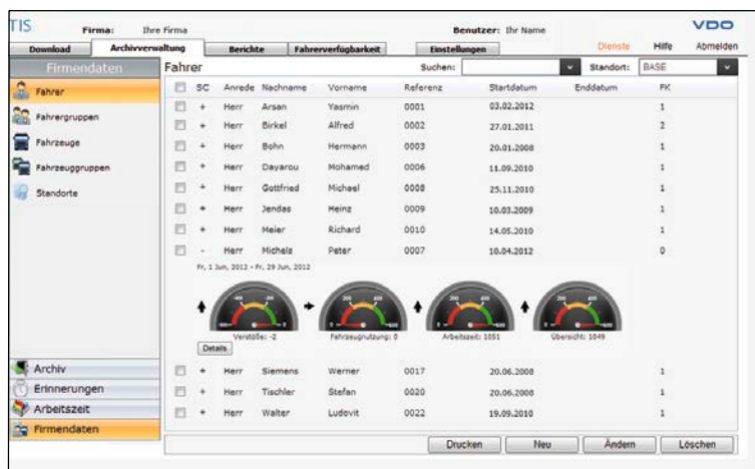 TIS Firma: Ihre Firma Benutzer: Ihr Name VDO
Download Archivverwaltung Berichte Fahrerverfügbarkeit Einstellungen Dienste Hilfe Abmelden
Firmendaten
Fahrer
Fahrergruppen
Fahrzeuge
Fahrzeuggruppen
Standorte
Fahrer Suchen: Standort: BASE
SC Anrede Nachname Vorname Referenz Startdatum Enddatum FK
+ Herr Arsan Yasmin 0001 03.02.2012 1
+ Herr Birkel Alfred 0002 27.01.2011 2
+ Herr Bohn Hermann 0003 20.01.2008 1
+ Herr Dayarou Mohamed 0006 11.09.2010 1
+ Herr Gottfried Michael 0008 25.11.2010 1
+ Herr Jendas Heinz 0009 10.03.2009 1
+ Herr Meier Richard 0010 14.05.2010 1
- Herr Michels Peter 0007 10.04.2012 0
Fr, 1 Jun, 2012 - Fr, 29 Jun, 2012
Verstöße: -2 Fahrzeugnutzung: 0 Arbeitszeit: 1051 Übersicht: 1049
Details
+ Herr Siemens Werner 0017 20.06.2008 1
+ Herr Tischler Stefan 0020 20.06.2008 1
+ Herr Walter Ludovit 0022 19.09.2010 1
Archiv
Erinnerungen
Arbeitszeit
Firmendaten
Drucken Neu Ändern Löschen